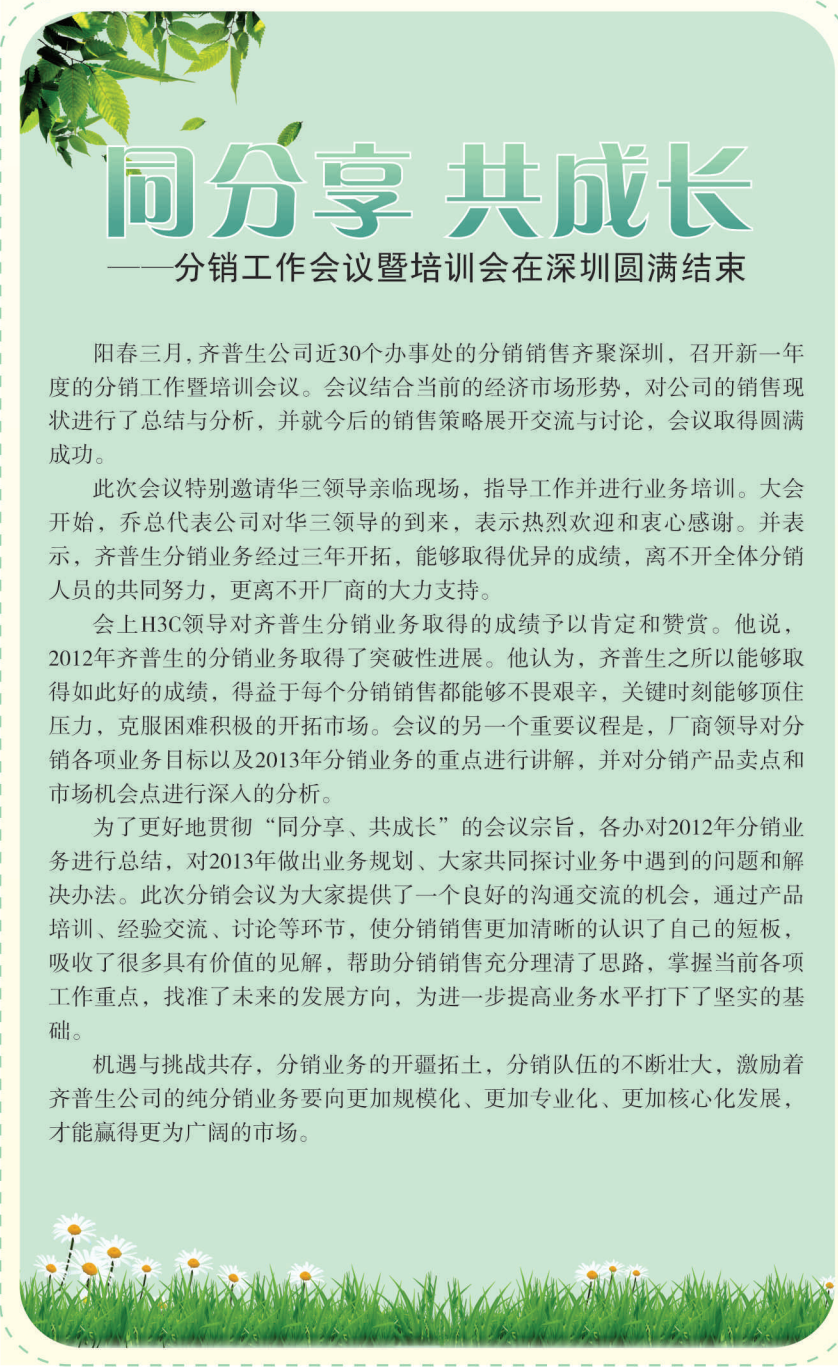 同分享 共成长
——分销工作会议暨培训会在深圳圆满结束
阳春三月,齐普生公司近30个办事处的分销销售齐聚深圳，召开新一年
度的分销工作暨培训会议。会议结合当前的经济市场形势，对公司的销售现
状进行了总结与分析，并就今后的销售策略展开交流与讨论，会议取得圆满
成功。
此次会议特别邀请华三领导亲临现场，指导工作并进行业务培训。大会
开始，乔总代表公司对华三领导的到来，表示热烈欢迎和衷心感谢。并表
示，齐普生分销业务经过三年开拓，能够取得优异的成绩，离不开全体分销
人员的共同努力，更离不开厂商的大力支持。
会上H3C领导对齐普生分销业务取得的成绩予以肯定和赞赏。他说，
2012年齐普生的分销业务取得了突破性进展。他认为，齐普生之所以能够取
得如此好的成绩，得益于每个分销销售都能够不畏艰辛，关键时刻能够顶住
压力，克服困难积极的开拓市场。会议的另一个重要议程是，厂商领导对分
销各项业务目标以及2013年分销业务的重点进行讲解，并对分销产品卖点和
市场机会点进行深入的分析。
为了更好地贯彻“同分享、共成长”的会议宗旨，各办对2012年分销业
务进行总结，对2013年做出业务规划、大家共同探讨业务中遇到的问题和解
决办法。此次分销会议为大家提供了一个良好的沟通交流的机会，通过产品
培训、经验交流、讨论等环节，使分销销售更加清晰的认识了自己的短板，
吸收了很多具有价值的见解，帮助分销销售充分理清了思路，掌握当前各项
工作重点，找准了未来的发展方向，为进一步提高业务水平打下了坚实的基
础。
机遇与挑战共存，分销业务的开疆拓土，分销队伍的不断壮大，激励着
齐普生公司的纯分销业务要向更加规模化、更加专业化、更加核心化发展，
才能赢得更为广阔的市场。